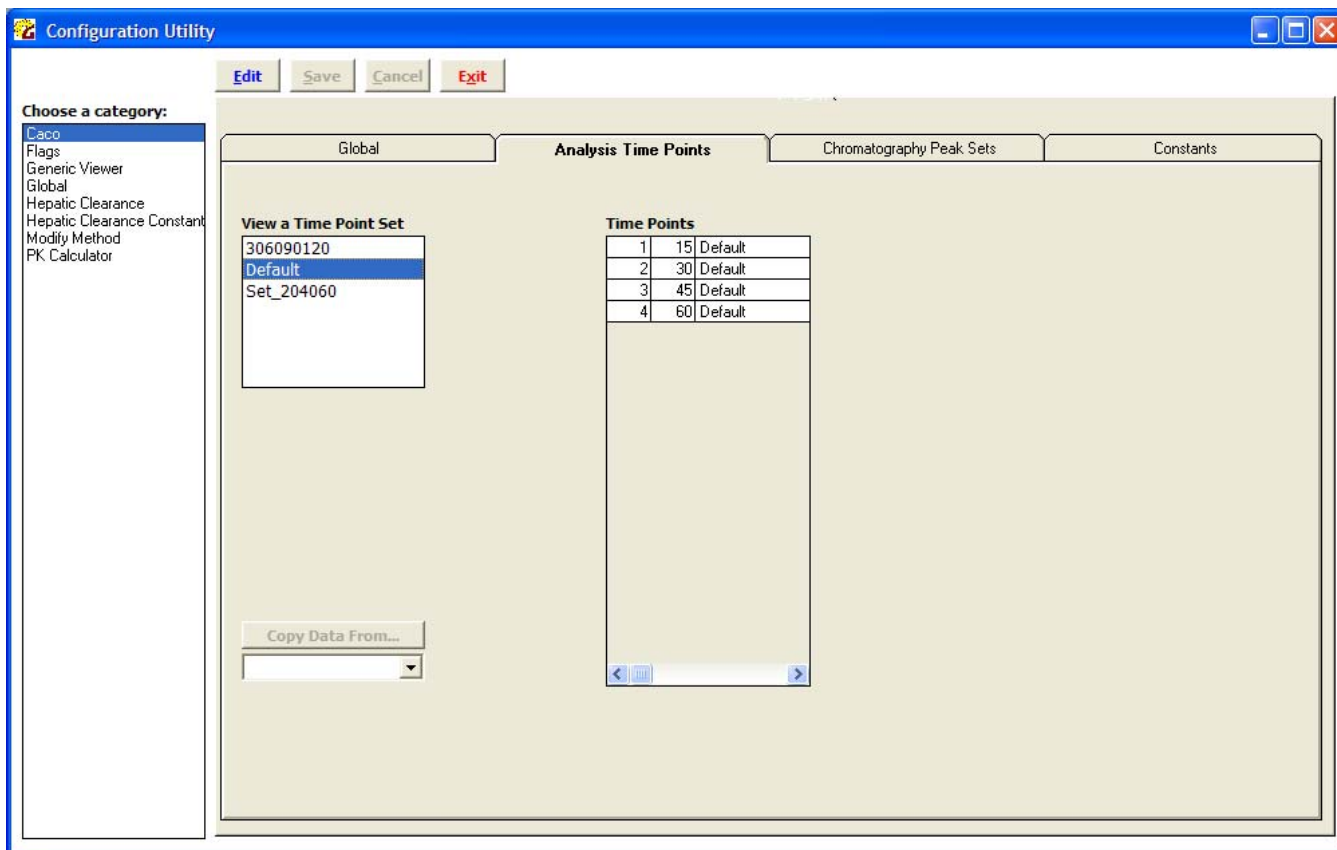 Configuration Utility
Edit Save Cancel Exit
Choose a category:
Caco
Flags
Generic Viewer
Global
Hepatic Clearance
Hepatic Clearance Constant
Modify Method
PK Calculator
Global Analysis Time Points Chromatography Peak Sets Constants
View a Time Point Set
306090120
Default
Set_204060
Time Points
1 15 Default
2 30 Default
3 45 Default
4 60 Default
Copy Data From...